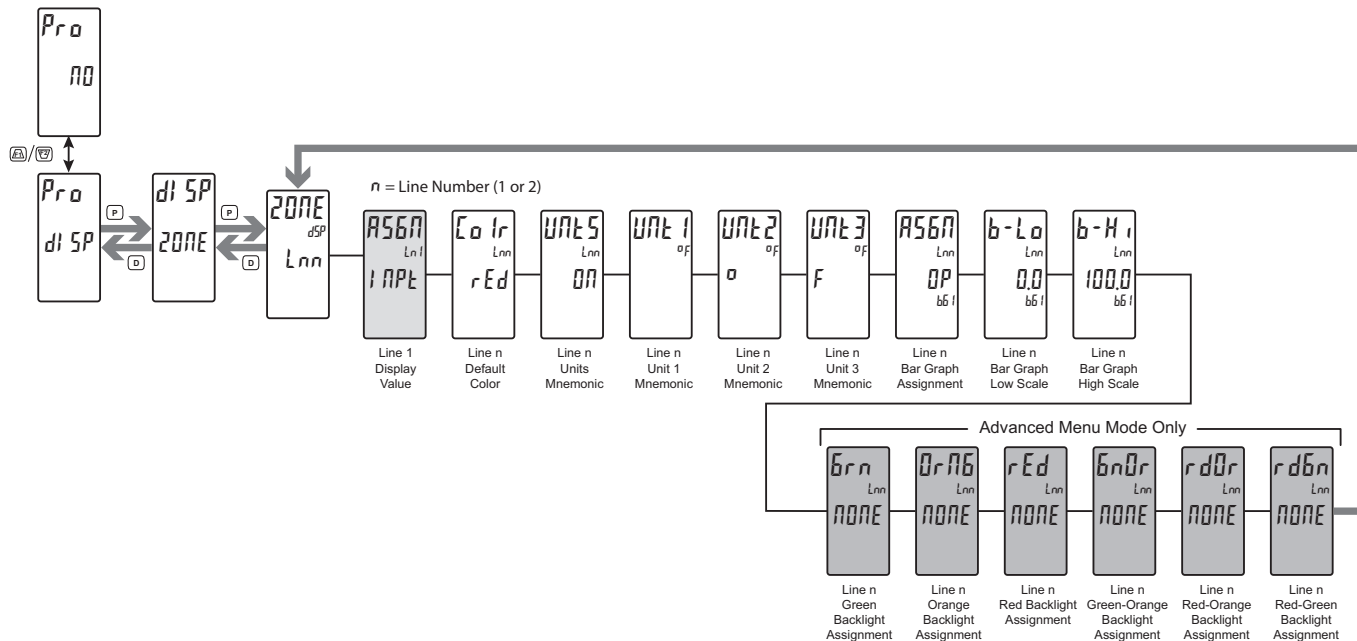 Pro
NO
F1/F2
Pro
dISP
P
D
dISP
ZONE
P
D
ZONE
dSP
Lnn
n = Line Number (1 or 2)
ASGN
Ln1
INPt
Line 1
Display
Value
Colr
Lnn
rEd
Line n
Default
Color
UNtS
Lnn
ON
Line n
Units
Mnemonic
UNt1
°F
Line n
Unit 1
Mnemonic
UNt2
°F
°
Line n
Unit 2
Mnemonic
UNt3
°F
F
Line n
Unit 3
Mnemonic
ASGN
Lnn
OP
bG1
Line n
Bar Graph
Assignment
b-Lo
Lnn
0.0
bG1
Line n
Bar Graph
Low Scale
b-Hi
Lnn
100.0
bG1
Line n
Bar Graph
High Scale
Advanced Menu Mode Only
Grn
Lnn
NONE
Line n
Green
Backlight
Assignment
OrNG
Lnn
NONE
Line n
Orange
Backlight
Assignment
rEd
Lnn
NONE
Line n
Red Backlight
Assignment
GnOr
Lnn
NONE
Line n
Green-Orange
Backlight
Assignment
rdOr
Lnn
NONE
Line n
Red-Orange
Backlight
Assignment
rdGn
Lnn
NONE
Line n
Red-Green
Backlight
Assignment